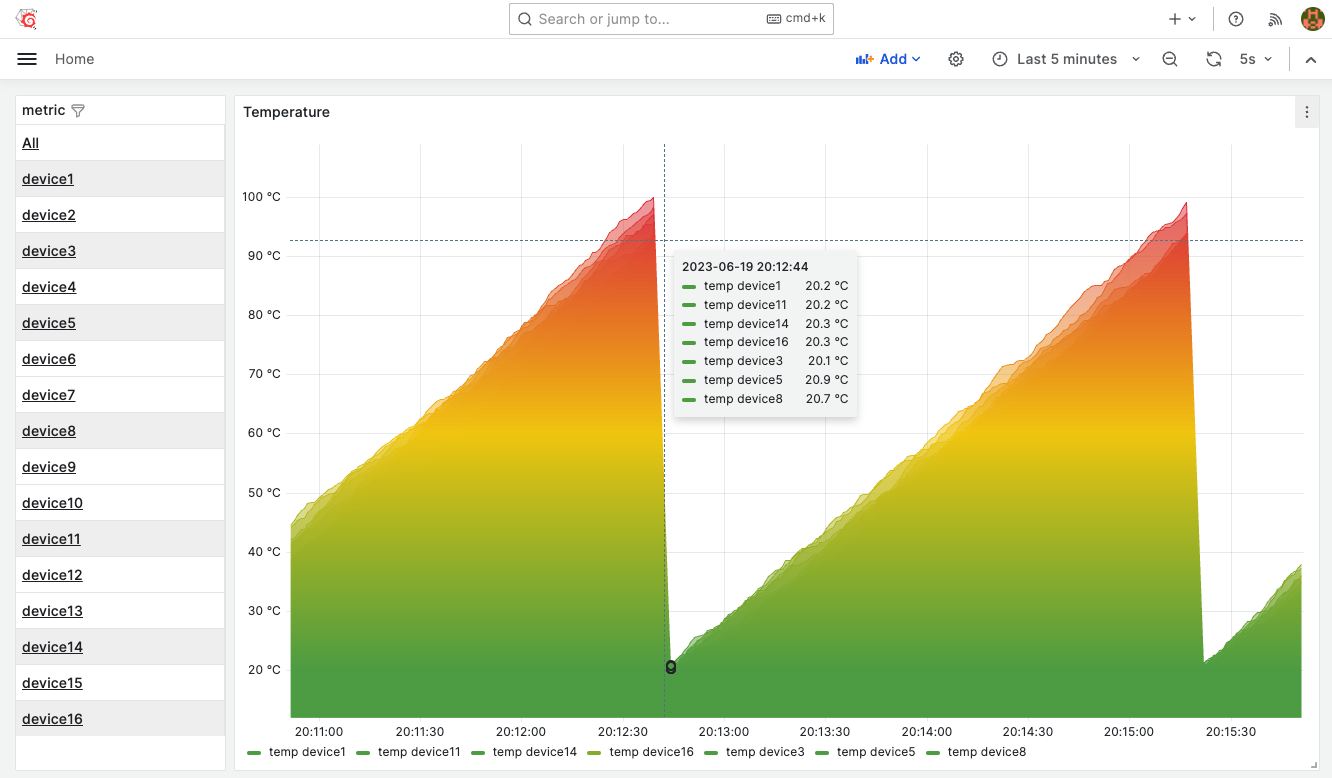 Search or jump to... cmd+k
Home
Add
Last 5 minutes
5s
metric
All
device1
device2
device3
device4
device5
device6
device7
device8
device9
device10
device11
device12
device13
device14
device15
device16
Temperature
100 °C
90 °C
80 °C
70 °C
60 °C
50 °C
40 °C
30 °C
20 °C
2023-06-19 20:12:44
temp device1 20.2 °C
temp device11 20.2 °C
temp device14 20.3 °C
temp device16 20.3 °C
temp device3 20.1 °C
temp device5 20.9 °C
temp device8 20.7 °C
20:11:00 20:11:30 20:12:00 20:12:30 20:13:00 20:13:30 20:14:00 20:14:30 20:15:00 20:15:30
temp device1 temp device11 temp device14 temp device16 temp device3 temp device5 temp device8